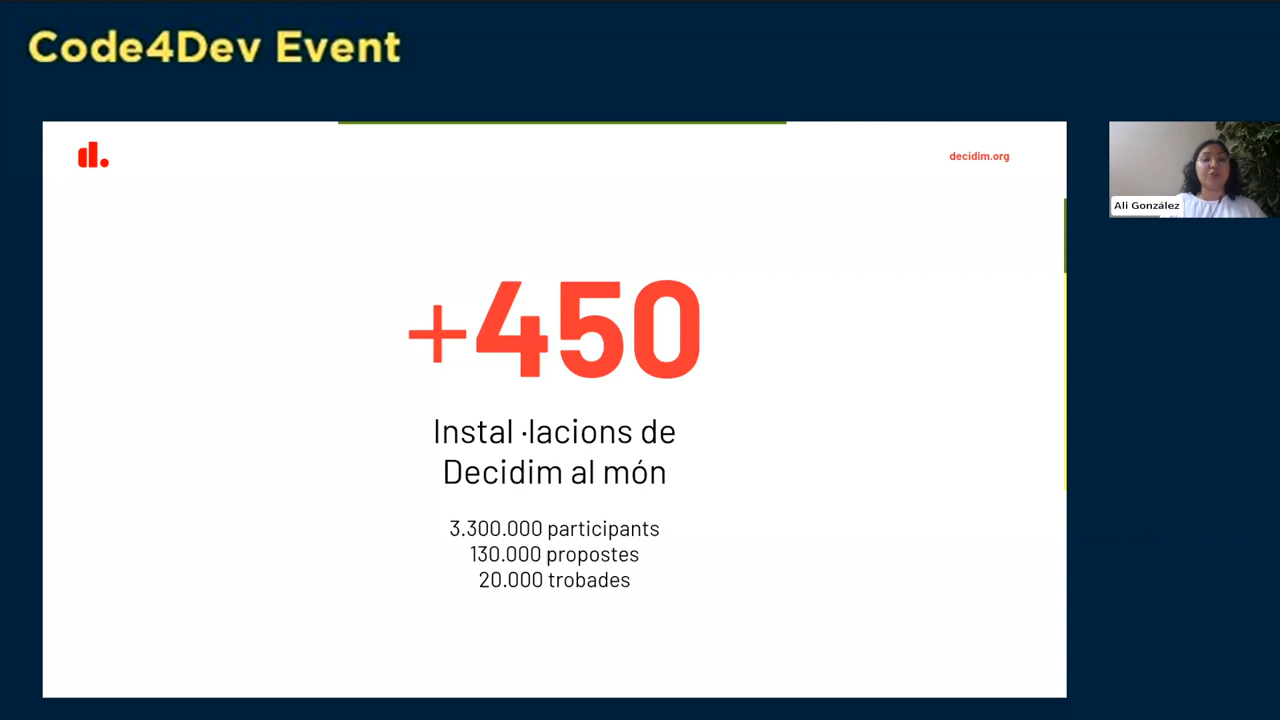 Code4Dev Event
d.
decidim.org
+450
Instal ·lacions de
Decidim al món
3.300.000 participants
130.000 propostes
20.000 trobades
Ali González